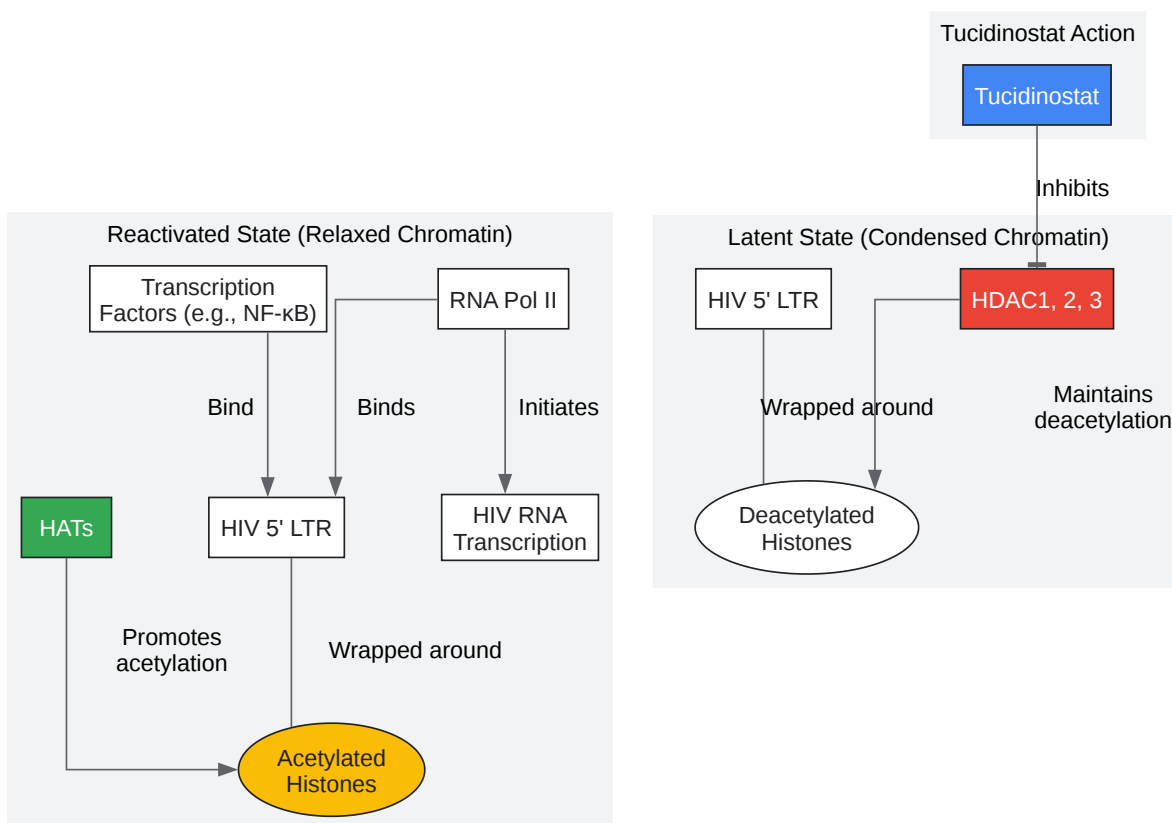 Tucidinostat Action
Tucidinostat
Inhibits
Reactivated State (Relaxed Chromatin)
Transcription
Factors (e.g., NF-κB)
RNA Pol II
Bind
Binds
Initiates
HATs
HIV 5' LTR
HIV RNA
Transcription
Promotes
acetylation
Wrapped around
Acetylated
Histones
Latent State (Condensed Chromatin)
HIV 5' LTR
HDAC1, 2, 3
Wrapped around
Maintains
deacetylation
Deacetylated
Histones